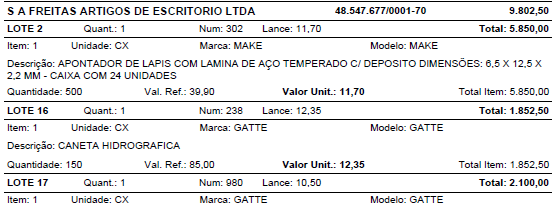 S A FREITAS ARTIGOS DE ESCRITORIO LTDA 48.547.677/0001-70 9.802,50
LOTE 2 Quant.: 1 Num: 302 Lance: 11,70 Total: 5.850,00
Item: 1 Unidade: CX Marca: MAKE Modelo: MAKE
Descrição: APONTADOR DE LAPIS COM LAMINA DE AÇO TEMPERADO C/ DEPOSITO DIMENSÕES: 6,5 X 12,5 X
2,2 MM - CAIXA COM 24 UNIDADES
Quantidade: 500 Val. Ref.: 39,90 Valor Unit.: 11,70 Total Item: 5.850,00
LOTE 16 Quant.: 1 Num: 238 Lance: 12,35 Total: 1.852,50
Item: 1 Unidade: CX Marca: GATTE Modelo: GATTE
Descrição: CANETA HIDROGRAFICA
Quantidade: 150 Val. Ref.: 85,00 Valor Unit.: 12,35 Total Item: 1.852,50
LOTE 17 Quant.: 1 Num: 980 Lance: 10,50 Total: 2.100,00
Item: 1 Unidade: CX Marca: GATTE Modelo: GATTE